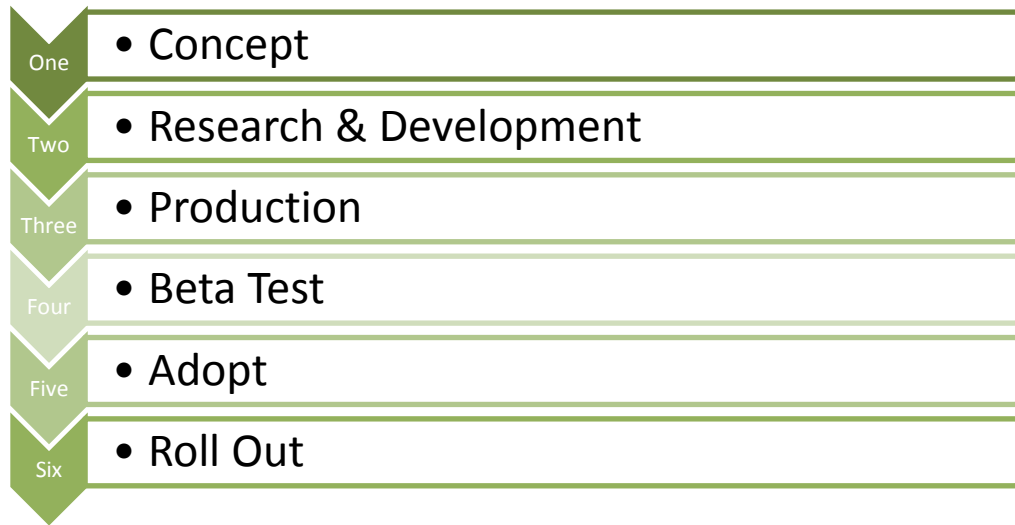 One
• Concept
Two
• Research & Development
Three
• Production
Four
• Beta Test
Five
• Adopt
Six
• Roll Out